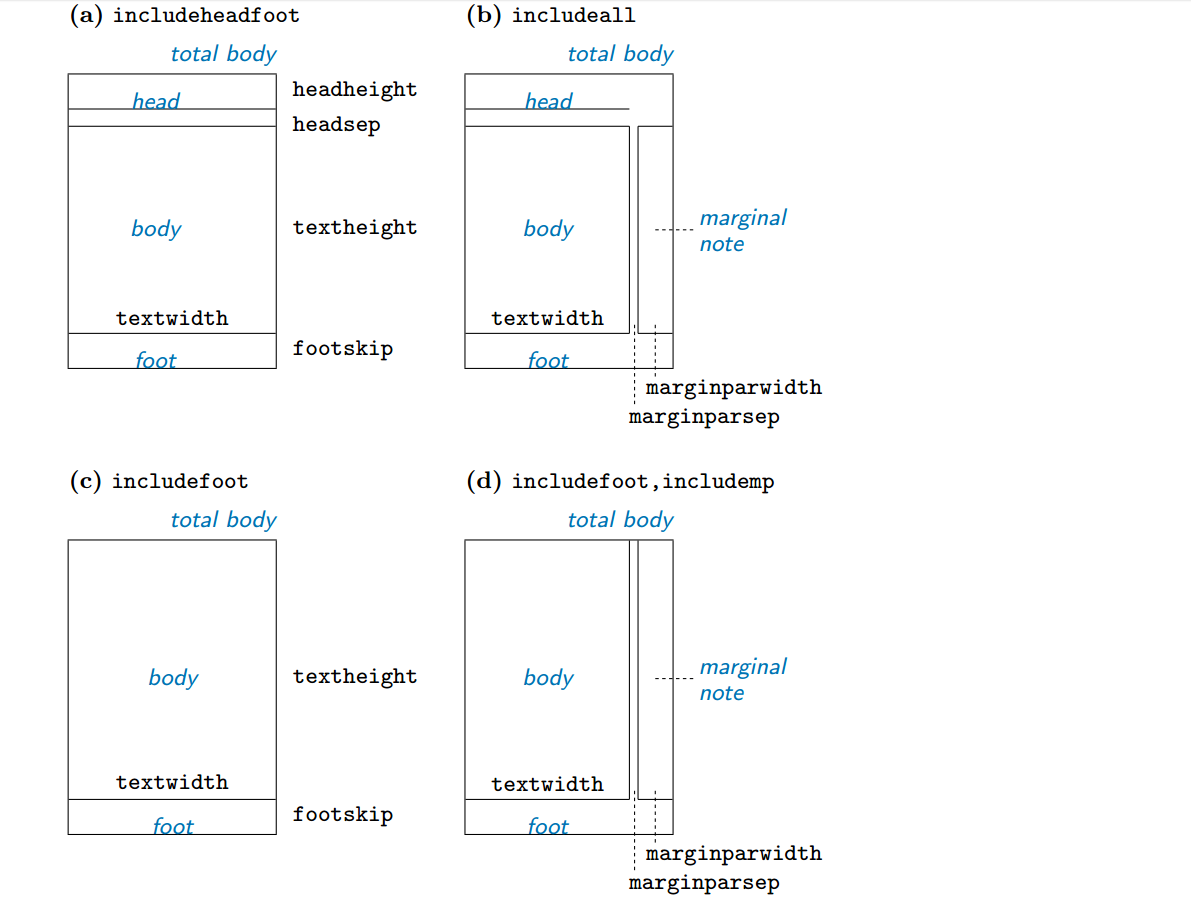 (a) includeheadfoot
total body
head
headheight
headsep
body
textheight
textwidth
foot
footskip
(b) includeall
total body
head
body
marginal
note
textwidth
foot
marginparwidth
marginparsep
(c) includefoot
total body
body
textheight
textwidth
foot
footskip
(d) includefoot,includemp
total body
body
marginal
note
textwidth
foot
marginparwidth
marginparsep